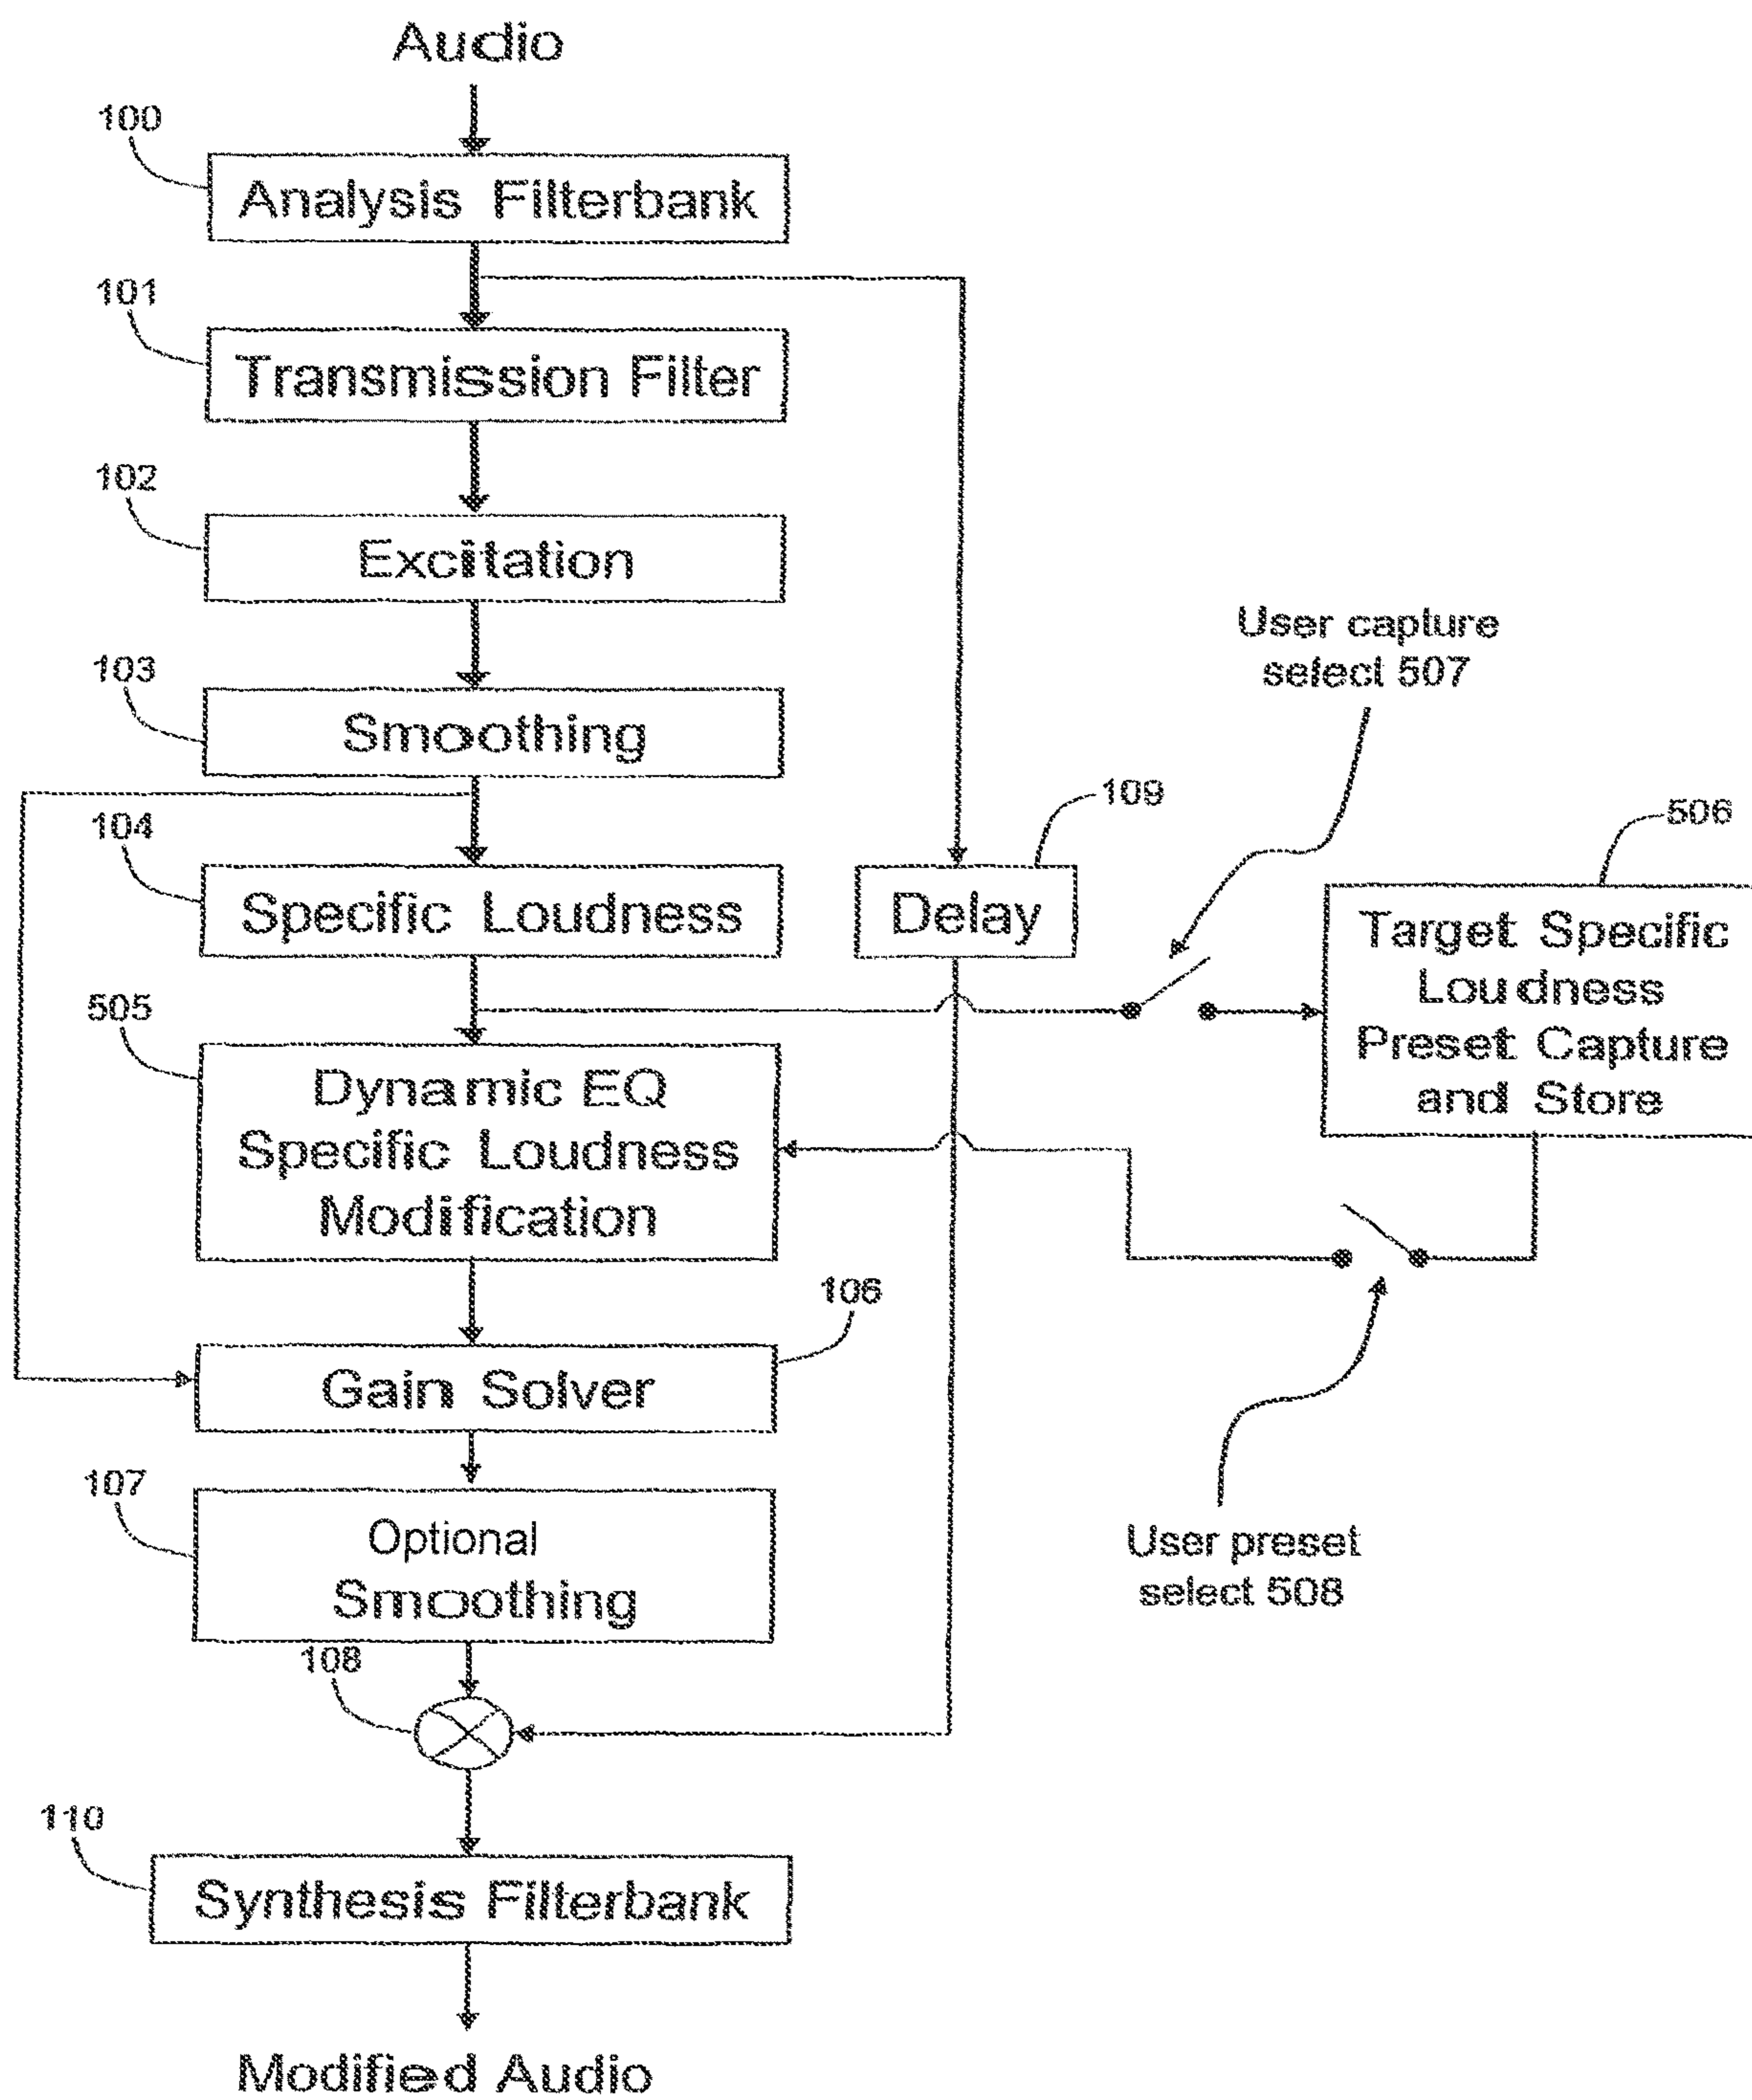 Audio
100
Analysis Filterbank
101
Transmission Filter
102
Excitation
103
Smoothing
104
Specific Loudness
109
Delay
User capture
select 507
506
Target Specific
Loudness
Preset Capture
and Store
505
Dynamic EQ
Specific Loudness
Modification
106
Gain Solver
User preset
select 508
107
Optional
Smoothing
108
110
Synthesis Filterbank
Modified Audio